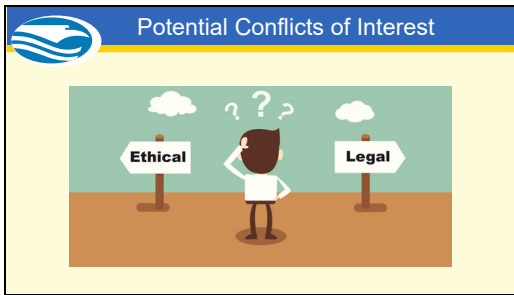 Potential Conflicts of Interest
? ? ?
Ethical
Legal